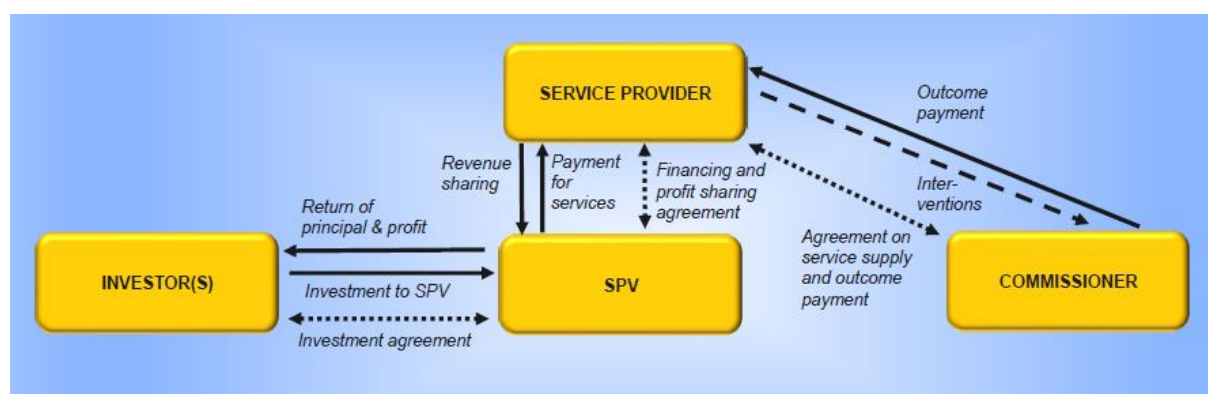 SERVICE PROVIDER
Outcome
payment
Revenue
sharing
Payment
for
services
Financing and
profit sharing
agreement
Inter-
ventions
Return of
principal & profit
Agreement on
service supply
and outcome
payment
INVESTOR(S)
Investment to SPV
SPV
COMMISSIONER
Investment agreement